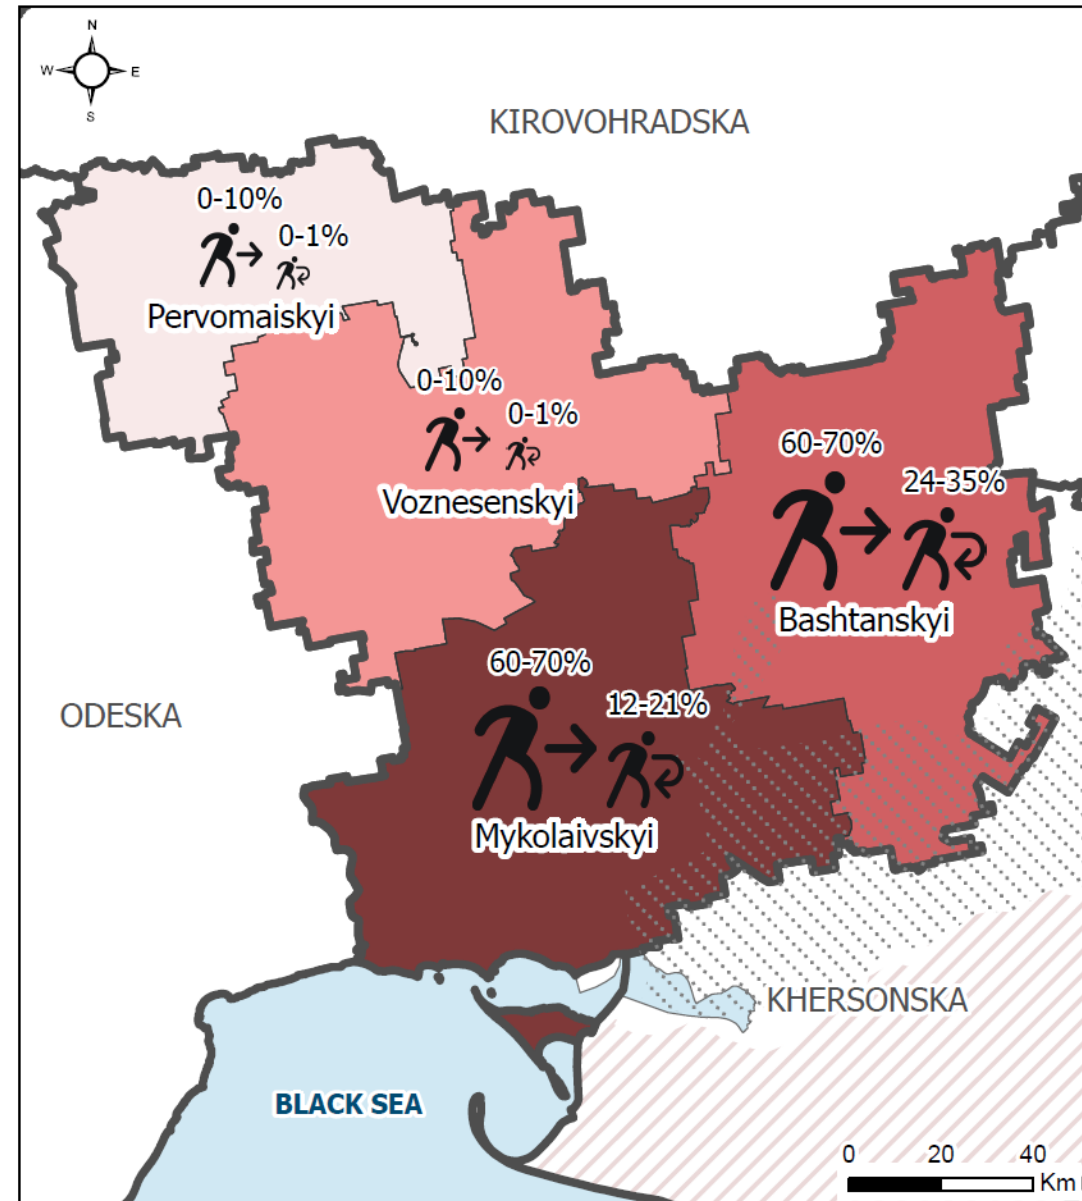 N
W E
S
KIROVOHRADSKA
0-10%
0-1%
Pervomaiskyi
0-10%
0-1%
Voznesenskyi
60-70%
24-35%
Bashtanskyi
60-70%
12-21%
Mykolaivskyi
ODESKA
KHERSONSKA
BLACK SEA
0 20 40
Km